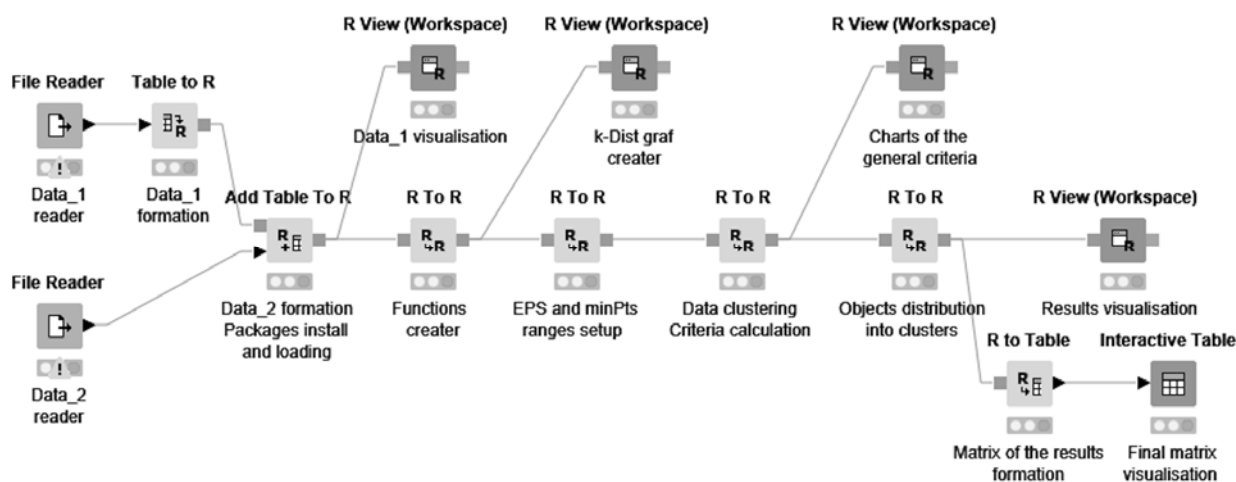 R View (Workspace)
R View (Workspace)
R View (Workspace)
File Reader
Table to R
Data_1 visualisation
k-Dist graf
creater
Charts of the
general criteria
Data_1
reader
Data_1
formation
Add Table To R
R To R
R To R
R To R
R To R
R View (Workspace)
File Reader
Data_2 formation
Packages install
and loading
Functions
creater
EPS and minPts
ranges setup
Data clustering
Criteria calculation
Objects distribution
into clusters
Results visualisation
R to Table
Interactive Table
Data_2
reader
Matrix of the results
formation
Final matrix
visualisation